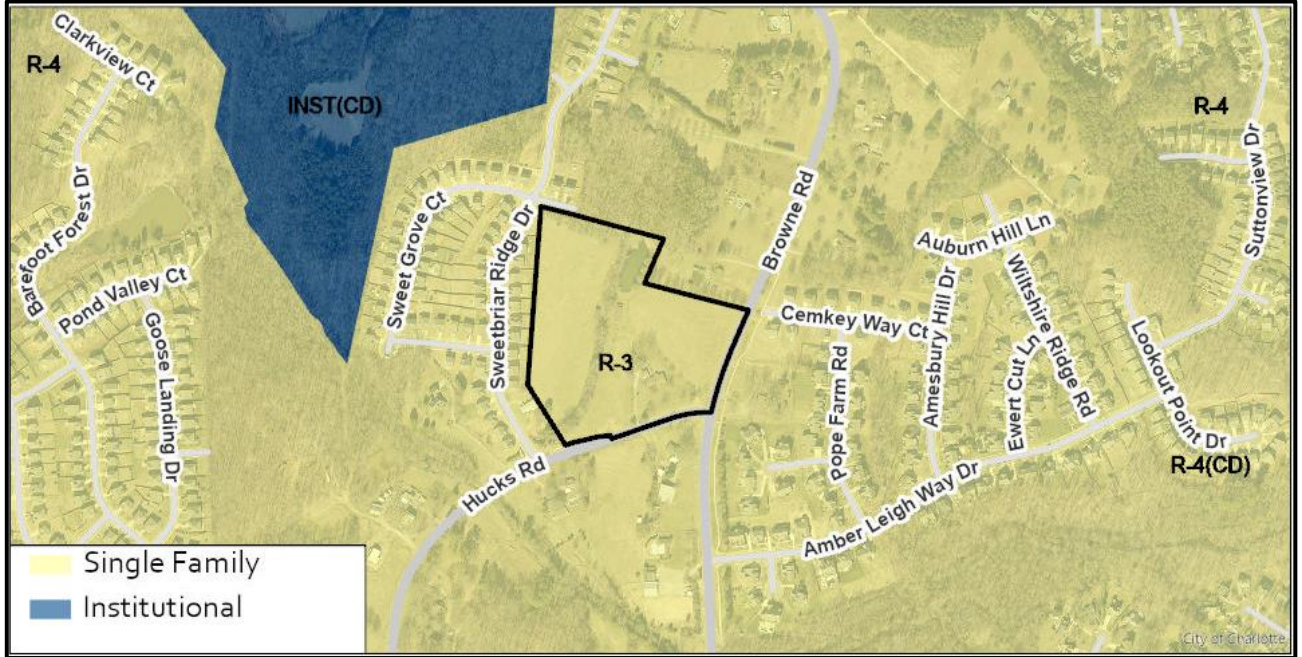 Clarkview Ct
R-4
INST(CD)
R-4
Barefoot Forest Dr
Sweet Grove Ct
Sweetbriar Ridge Dr
Browne Rd
Suttonview Dr
Auburn Hill Ln
Pond Valley Ct
Goose Landing Dr
Cemkey Way Ct
Amesbury Hill Dr
Wiltshire Ridge Rd
Lookout Point Dr
R-3
Pope Farm Rd
Ewert Cut Ln
R-4(CD)
Hucks Rd
Amber Leigh Way Dr
Single Family
Institutional
City of Charlotte